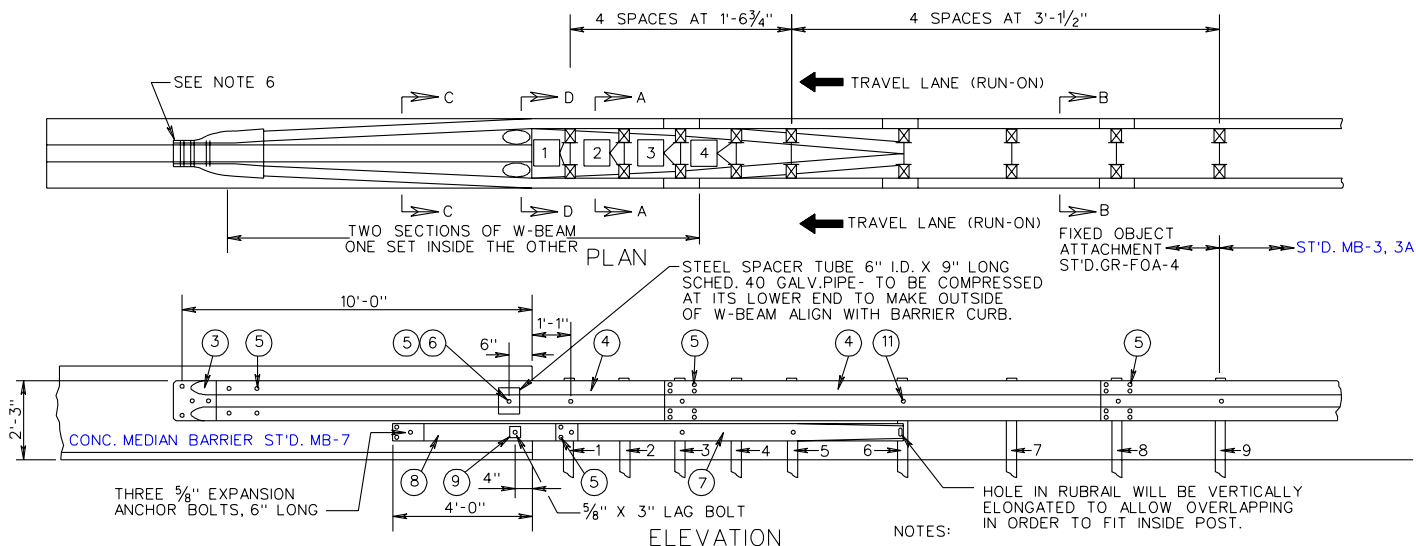 4 SPACES AT 1'-6¾"
4 SPACES AT 3'-1½"
SEE NOTE 6
TRAVEL LANE (RUN-ON)
C
D
A
B
1
2
3
4
C
D
A
B
TRAVEL LANE (RUN-ON)
TWO SECTIONS OF W-BEAM
ONE SET INSIDE THE OTHER
PLAN
FIXED OBJECT
ATTACHMENT
ST'D.GR-FOA-4
ST'D. MB-3, 3A
STEEL SPACER TUBE 6" I.D. X 9" LONG
SCHED. 40 GALV.PIPE- TO BE COMPRESSED
AT ITS LOWER END TO MAKE OUTSIDE
OF W-BEAM ALIGN WITH BARRIER CURB.
10'-0"
1'-1"
6"
3
5
5
6
4
5
4
11
5
2'-3"
CONC. MEDIAN BARRIER ST'D. MB-7
1
2
3
4
5
6
7
8
9
8
9
5
7
4"
4'-0"
THREE ⅝" EXPANSION
ANCHOR BOLTS, 6" LONG
⅝" X 3" LAG BOLT
HOLE IN RUBRAIL WILL BE VERTICALLY
ELONGATED TO ALLOW OVERLAPPING
IN ORDER TO FIT INSIDE POST.
ELEVATION
NOTES: